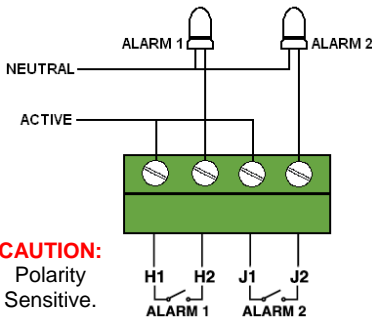 ALARM 1
ALARM 2
NEUTRAL
ACTIVE
CAUTION:
Polarity
Sensitive.
H1 H2 J1 J2
ALARM 1 ALARM 2